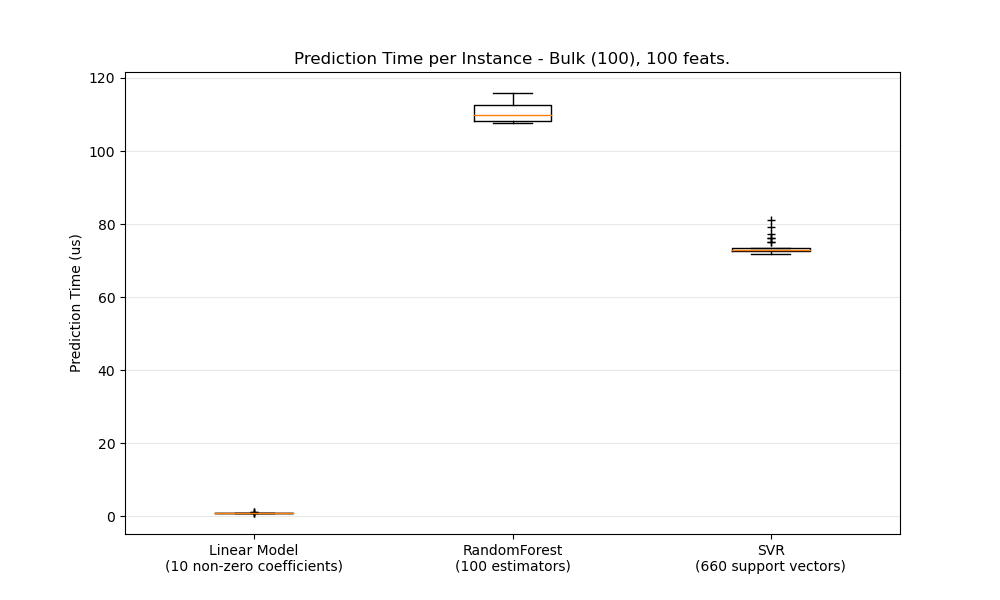 Prediction Time per Instance - Bulk (100), 100 feats.
120
100
80
60
40
20
0
Prediction Time (us)
Linear Model
(10 non-zero coefficients)
RandomForest
(100 estimators)
SVR
(660 support vectors)